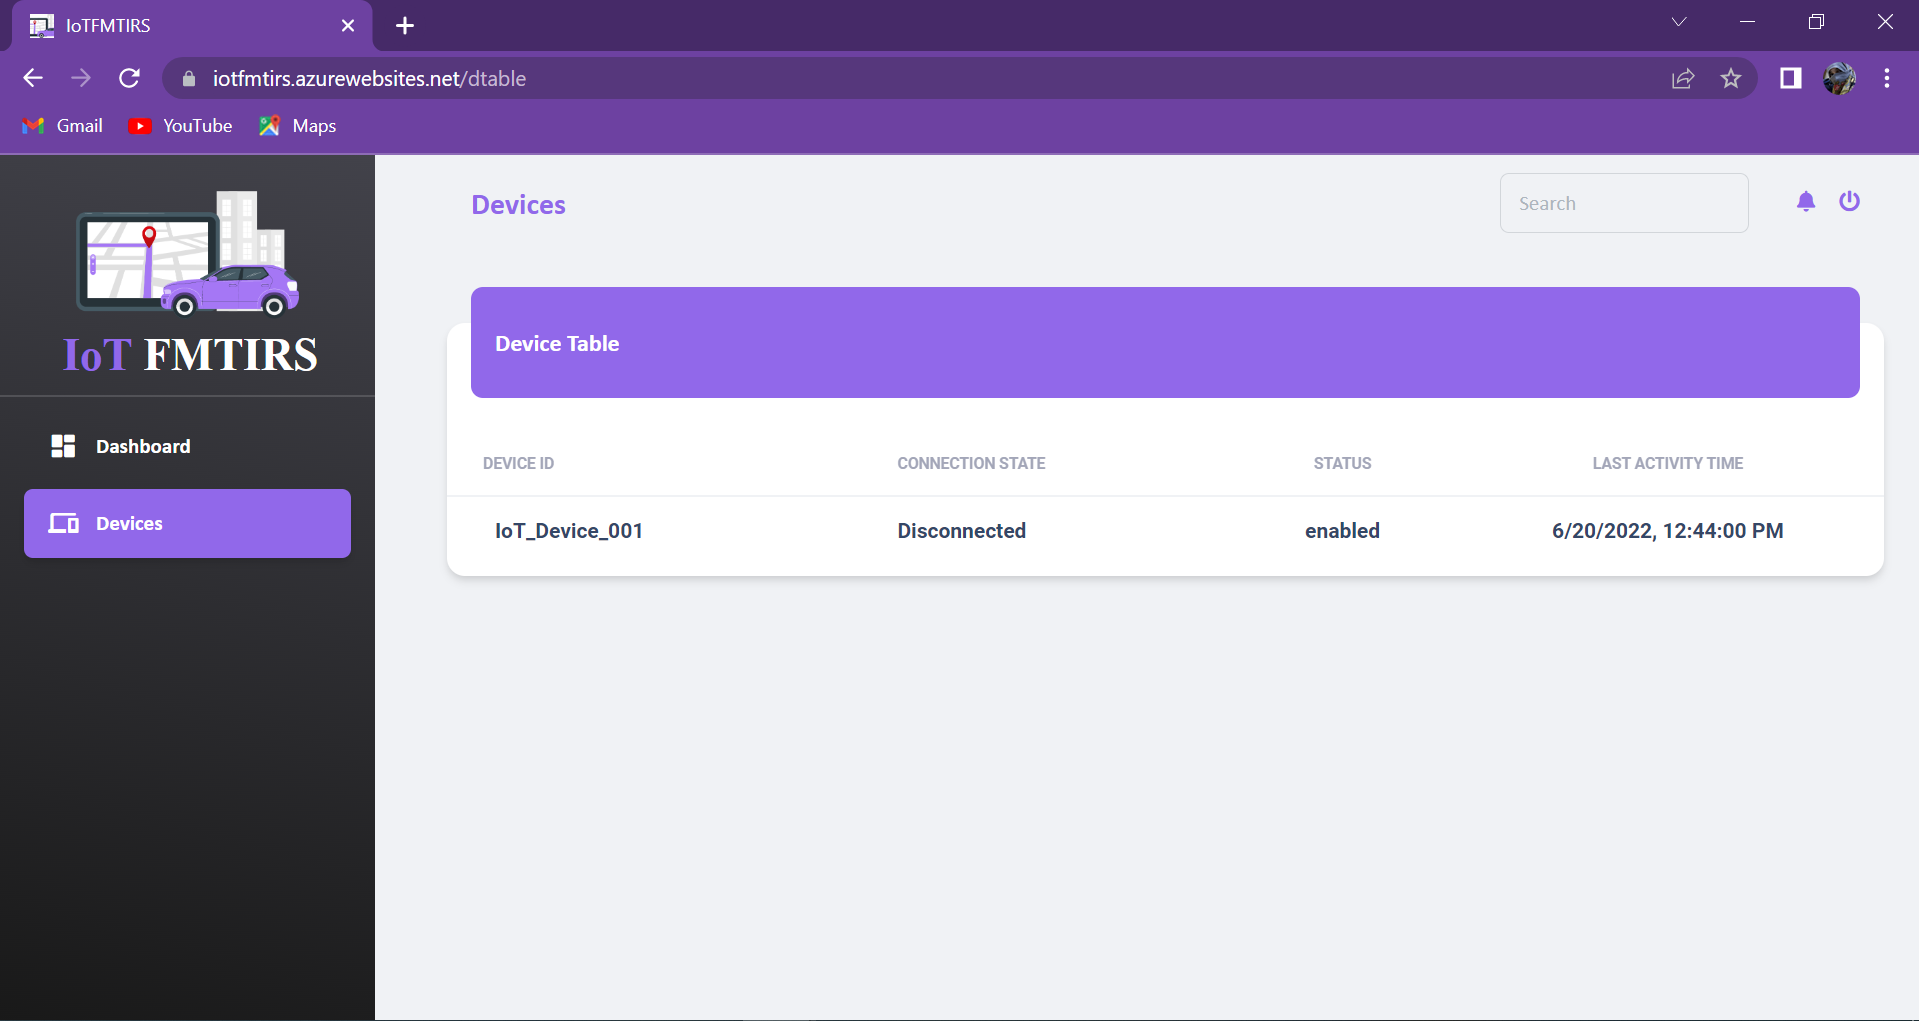 IoTFMTIRS
iotfmtirs.azurewebsites.net/dtable
Gmail YouTube Maps
IoT FMTIRS
Dashboard
Devices
Devices
Search
Device Table
DEVICE ID CONNECTION STATE STATUS LAST ACTIVITY TIME
IoT_Device_001 Disconnected enabled 6/20/2022, 12:44:00 PM